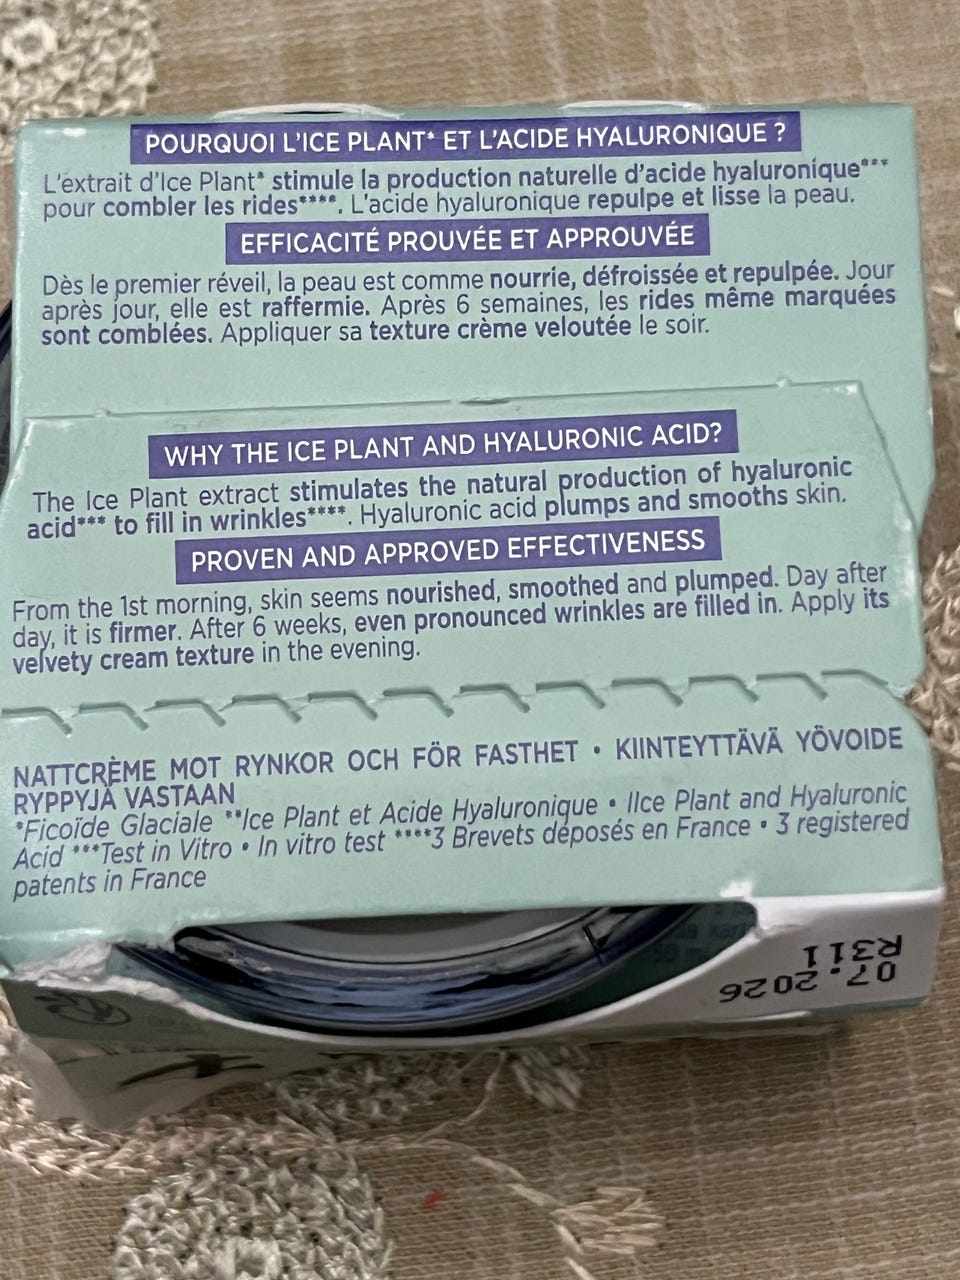 POURQUOI L'ICE PLANT* ET L'ACIDE HYALURONIQUE ?
L'éxtrait d'Ice Plant* stimule la production naturelle d'acide hyaluronique***
pour combler les rides****. L'acide hyaluronique repulpe et lisse la peau.
EFFICACITÉ PROUVÉE ET APPROUVÉE
Dès le premier réveil, la peau est comme nourrie, défroissée et repulpée. Jour
après jour, elle est raffermie. Après 6 semaines, les rides même marquées
sont comblées. Appliquer sa texture crème veloutée le soir.
WHY THE ICE PLANT AND HYALURONIC ACID?
The Ice Plant extract stimulates the natural production of hyaluronic
acid*** to fill in wrinkles****. Hyaluronic acid plumps and smooths skin.
PROVEN AND APPROVED EFFECTIVENESS
From the 1st morning, skin seems nourished, smoothed and plumped. Day after
day, it is firmer. After 6 weeks, even pronounced wrinkles are filled in. Apply its
velvety cream texture in the evening.
NATTCRÈME MOT RYNKOR OCH FÖR FASTHET • KIINTEYTTÄVÄ YÖVOIDE
RYPPYJÄ VASTAAN
*Ficoïde Glaciale **Ice Plant et Acide Hyaluronique • IIce Plant and Hyaluronic
Acid ***Test in Vitro • In vitro test ****3 Brevets déposés en France • 3 registered
patents in France
07.2026
R311